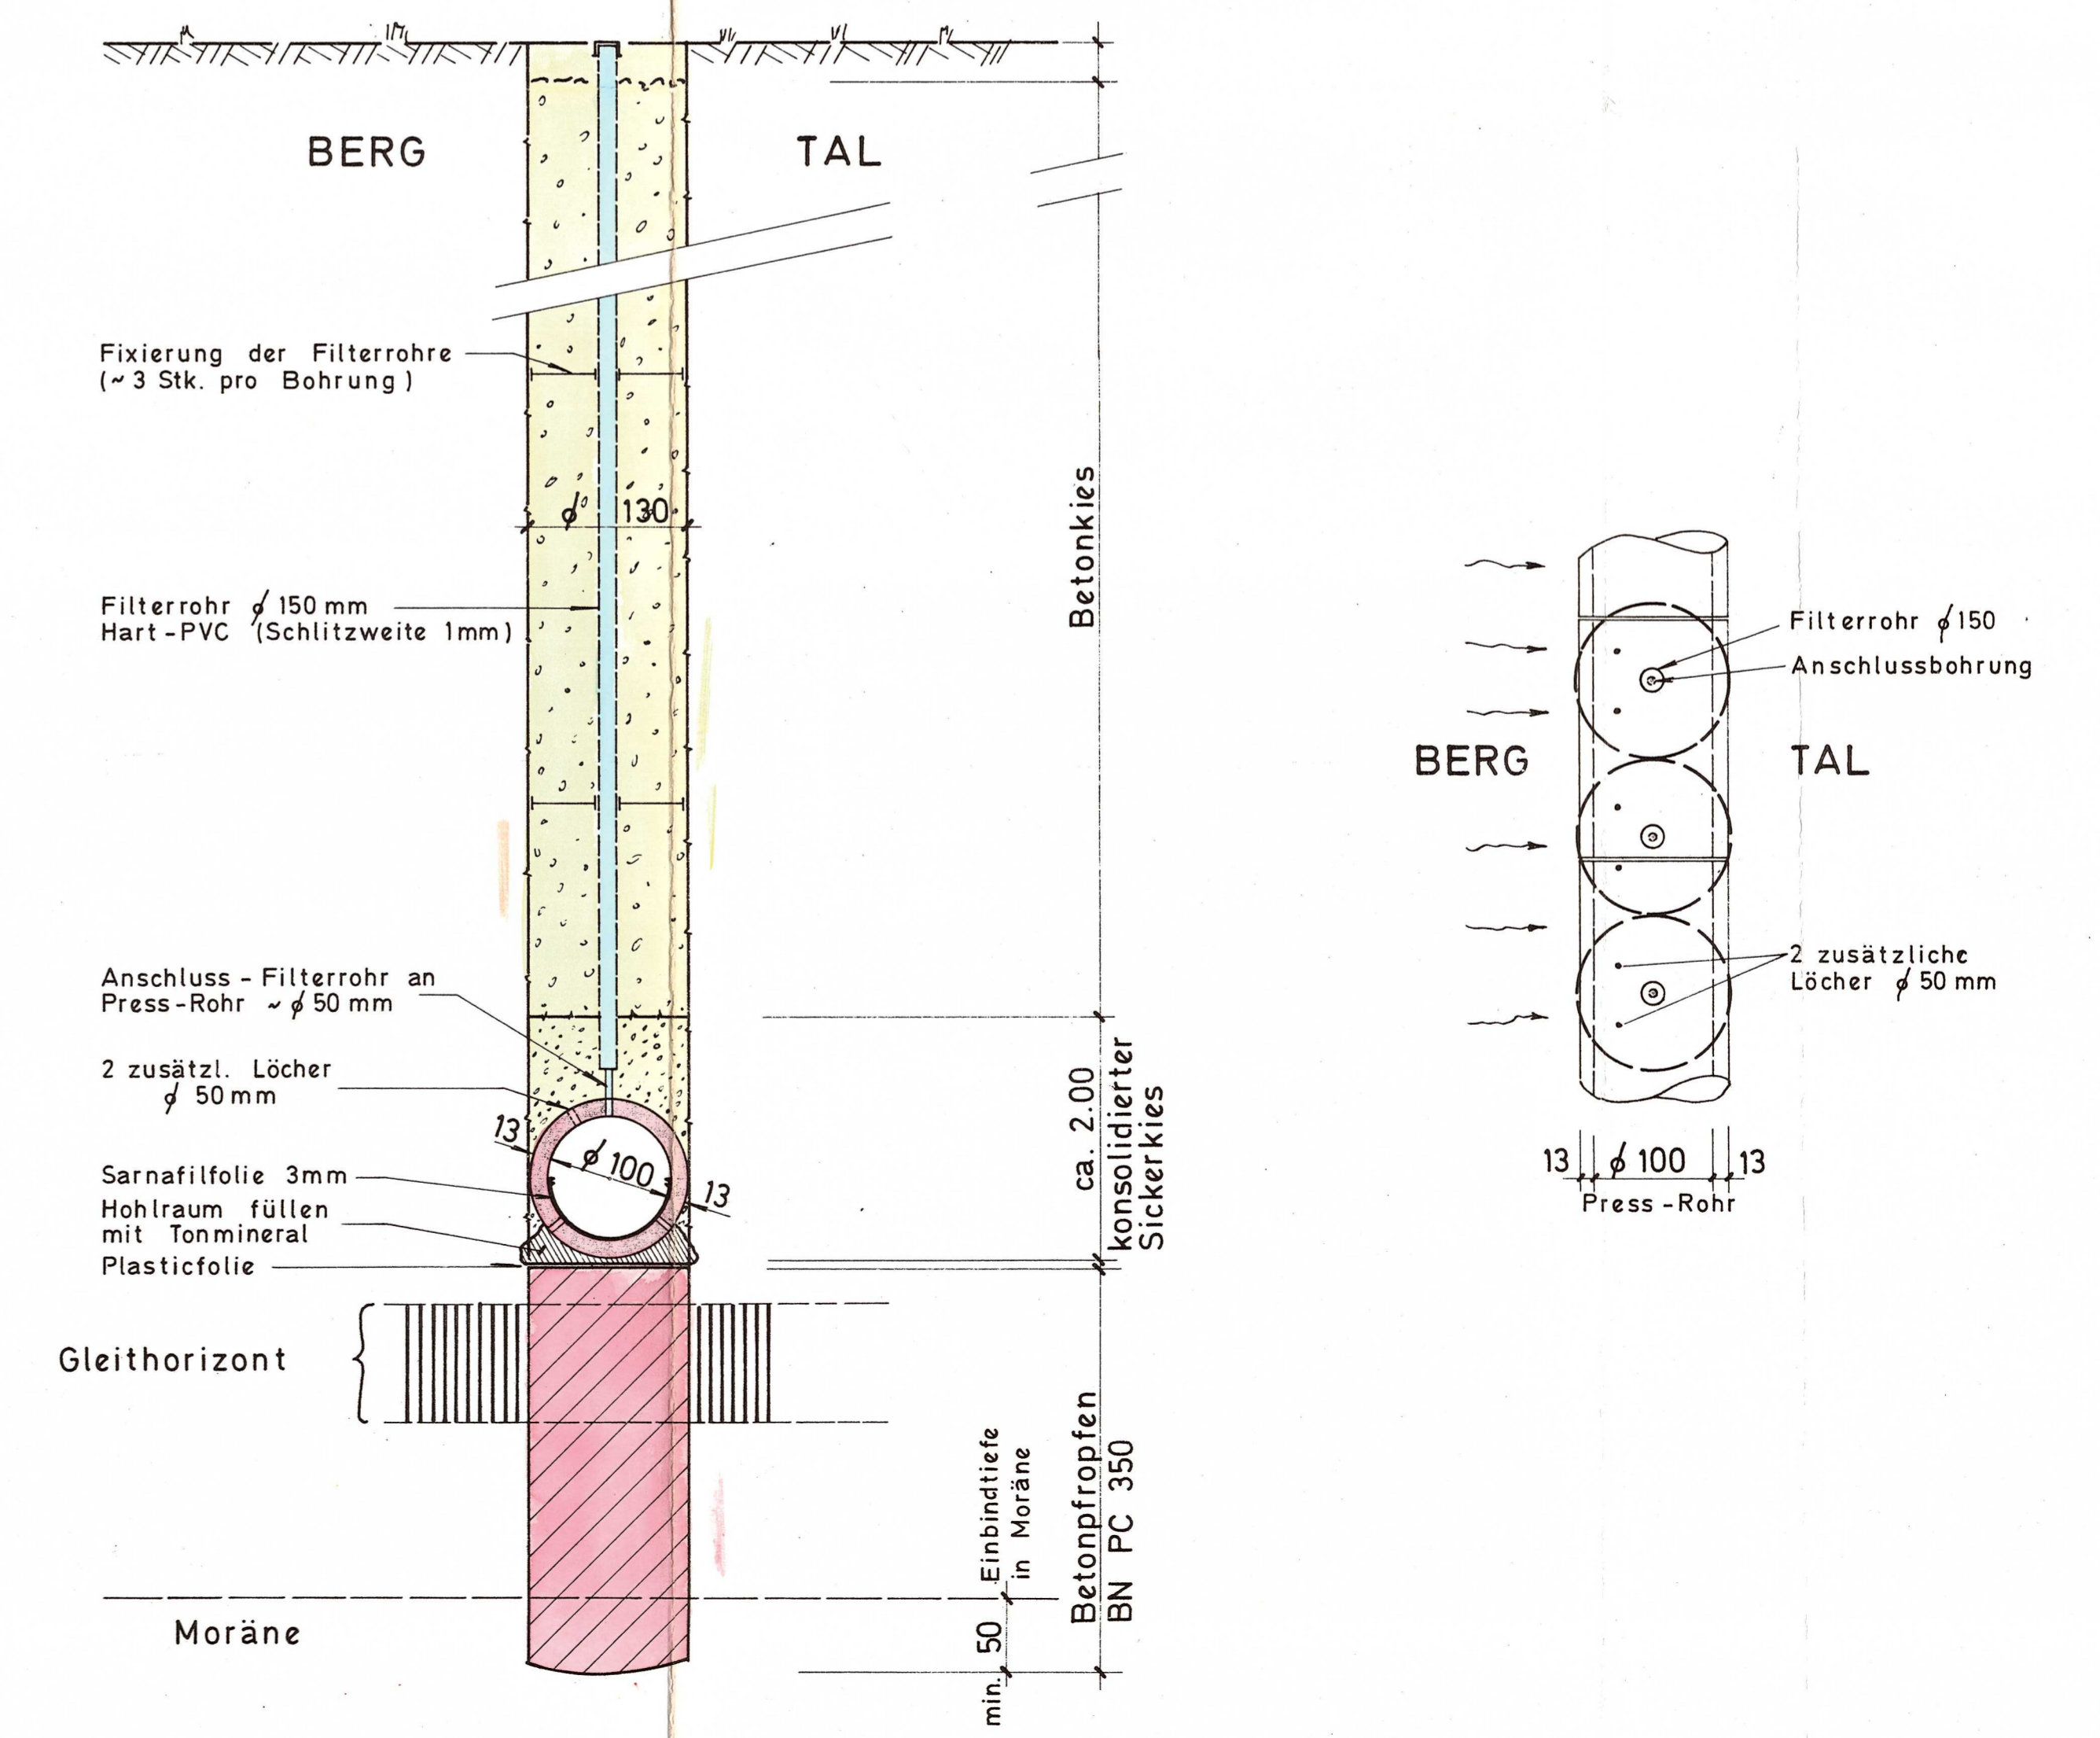 BERG
TAL
Fixierung der Filterrohre
(~3 Stk. pro Bohrung)
ϕ 130
Filterrohr ϕ 150 mm
Hart-PVC (Schlitzweite 1mm)
Betonkies
Anschluss-Filterrohr an
Press-Rohr ~ϕ 50 mm
2 zusätzl. Löcher
ϕ 50 mm
13
ϕ 100
13
Sarnafilfolie 3mm
Hohlraum füllen
mit Tonmineral
Plasticfolie
ca. 2.00
konsolidierter
Sickerkies
Gleithorizont
Moräne
min. 50 Einbindtiefe
in Moräne
Betonpfropfen
BN PC 350
Filterrohr ϕ 150
Anschlussbohrung
BERG
TAL
2 zusätzliche
Löcher ϕ 50 mm
13 ϕ 100 13
Press-Rohr